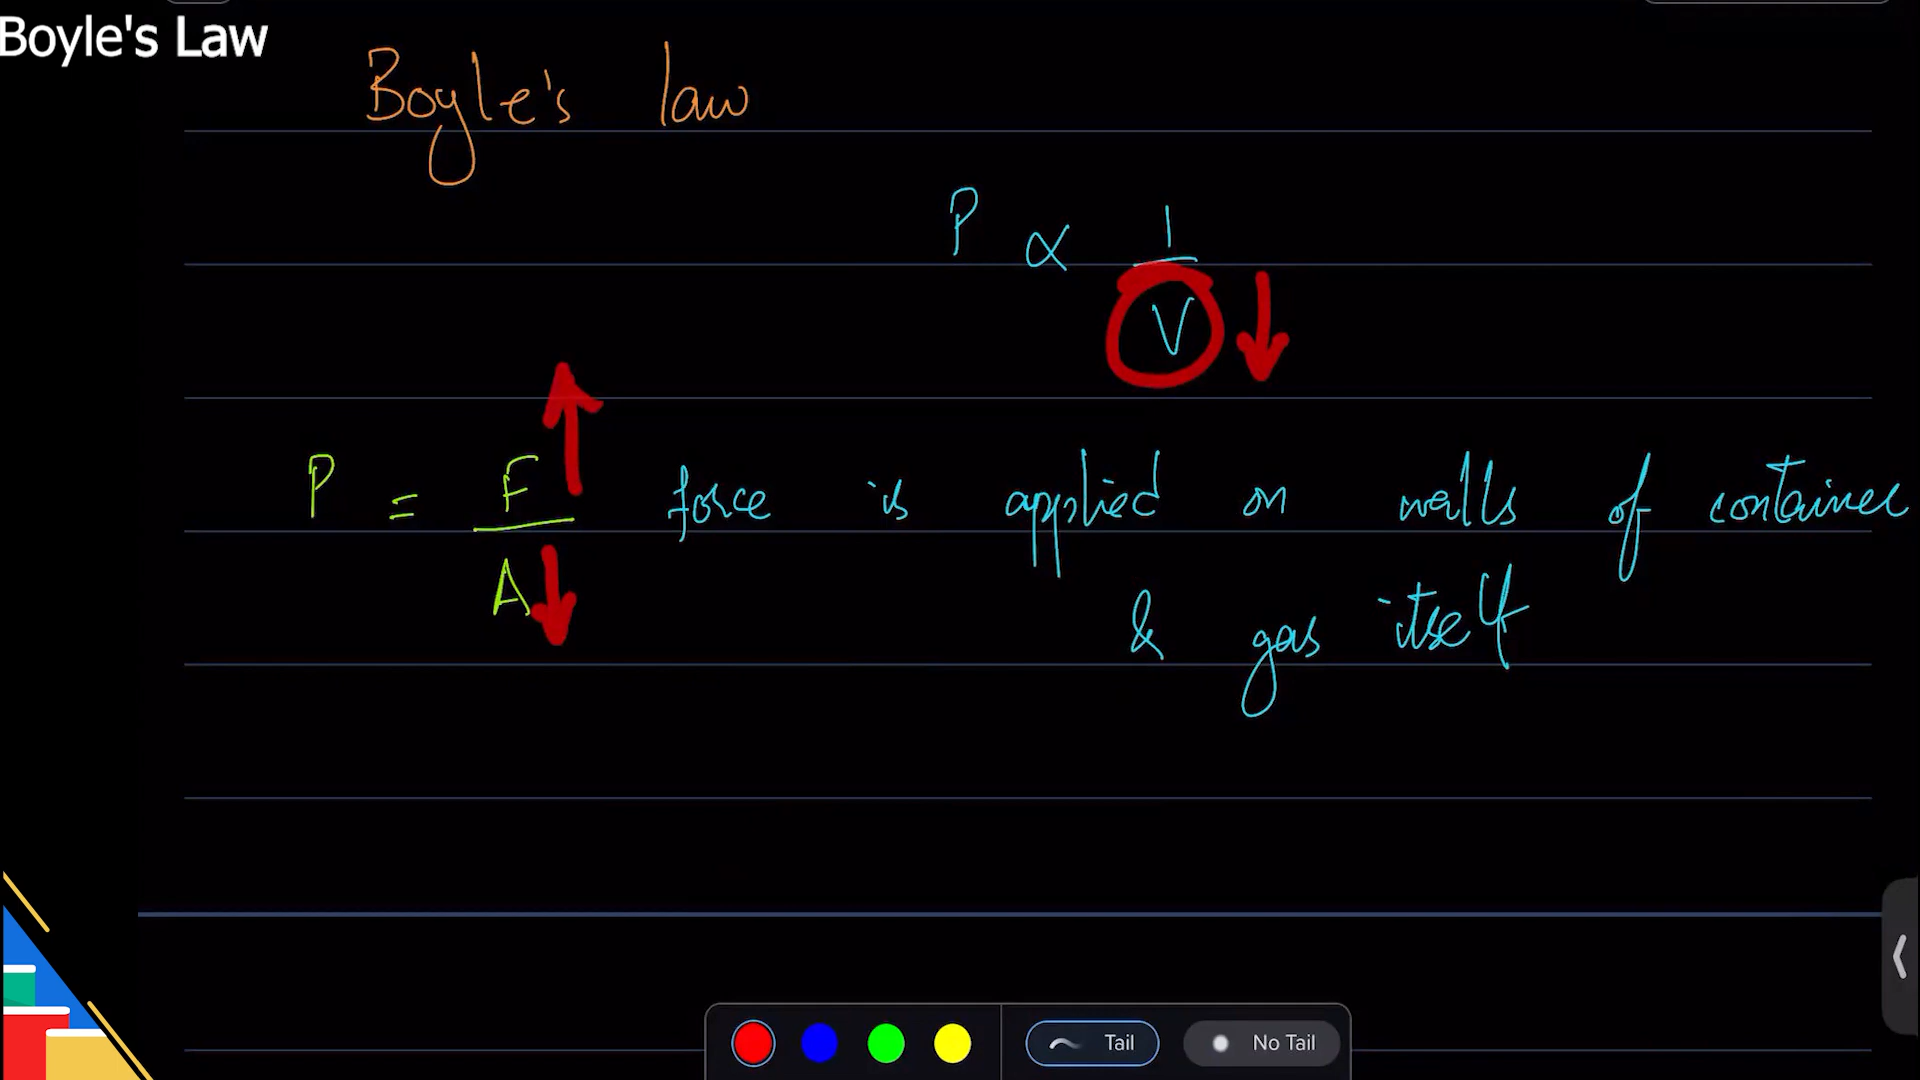 Boyle's Law
Boyle's law
P ∝ 1
V
P = F force is applied on walls of container
A
& gas itself
Tail No Tail